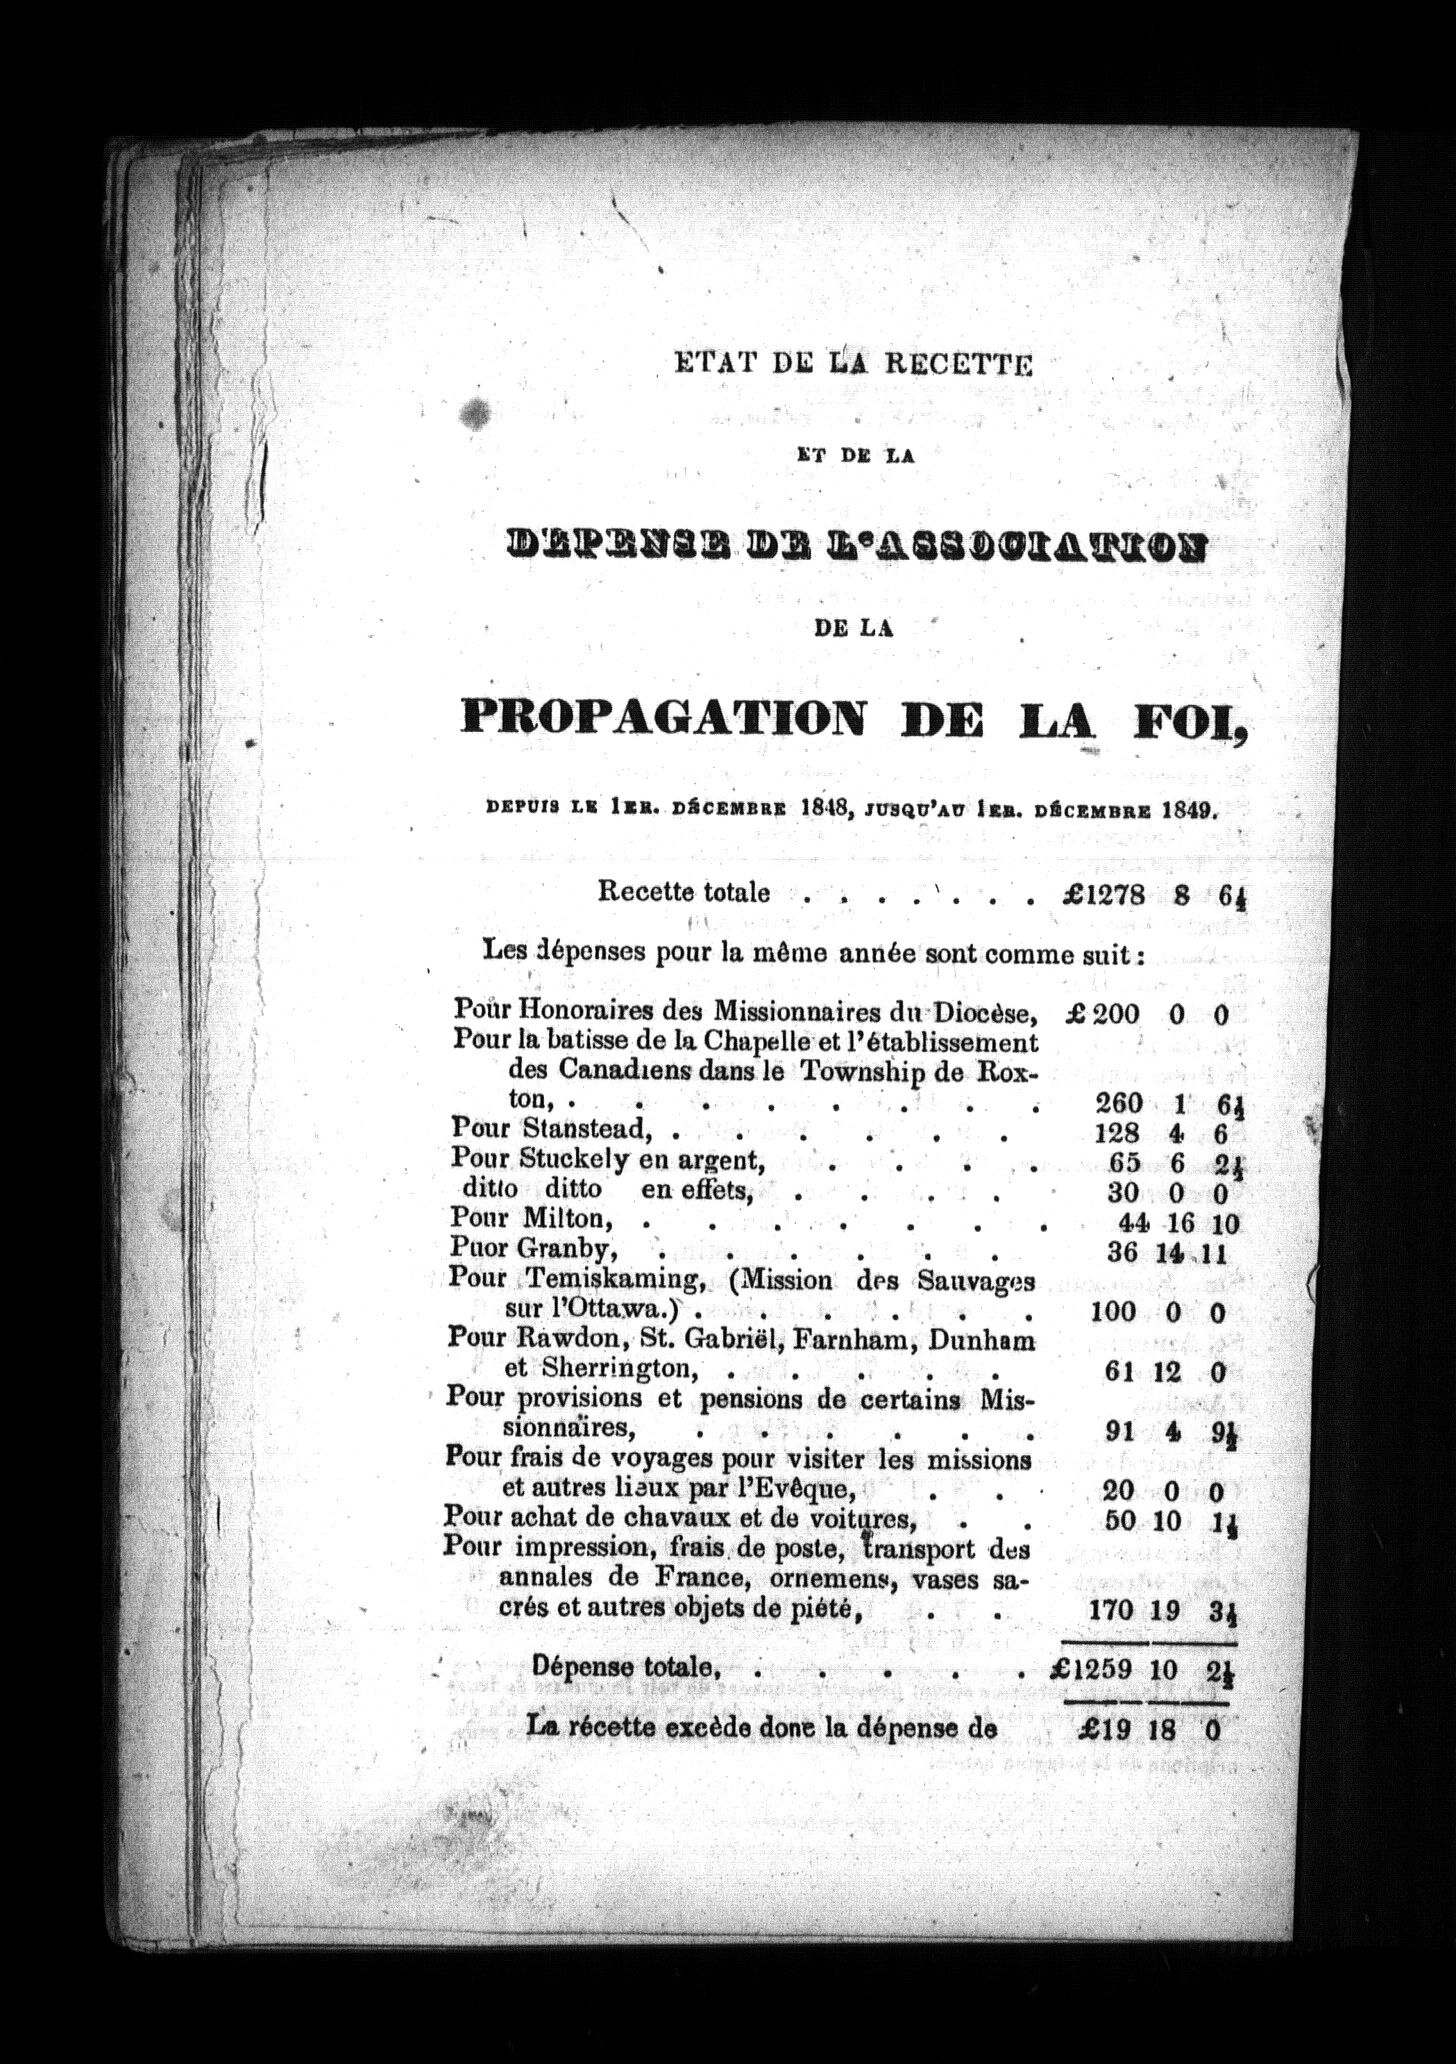 ETAT DE LA RECETTE
ET DE LA
DEPENSE DE L'ASSOCIATION
DE LA
PROPAGATION DE LA FOI,
DEPUIS LE 1ER. DÉCEMBRE 1848, JUSQU'AU 1ER. DÉCEMBRE 1849.
Recette totale . . . . . . . £1278 8 6½
Les dépenses pour la même année sont comme suit :
Pour Honoraires des Missionnaires du Diocèse, £ 200 0 0
Pour la batisse de la Chapelle et l'établissement
des Canadiens dans le Township de Rox-
ton, . . . . . . . . 260 1 6½
Pour Stanstead, . . . . . . 128 4 6
Pour Stuckely en argent, . . . . 65 6 2½
ditto ditto en effets, . . . . 30 0 0
Pour Milton, . . . . . . . 44 16 10
Puor Granby, . . . . . . 36 14 11
Pour Temiskaming, (Mission des Sauvages
sur l'Ottawa.) . . . . . . 100 0 0
Pour Rawdon, St. Gabriël, Farnham, Dunham
et Sherrington, . . . . . 61 12 0
Pour provisions et pensions de certains Mis-
sionnaires, . . . . . . 91 4 9½
Pour frais de voyages pour visiter les missions
et autres lieux par l'Evêque, . . . 20 0 0
Pour achat de chavaux et de voitures, . . 50 10 1½
Pour impression, frais de poste, transport des
annales de France, ornemens, vases sa-
crés et autres objets de piété, . . 170 19 3½
Dépense totale, . . . . . £1259 10 2½
La récette excède donc la dépense de £19 18 0